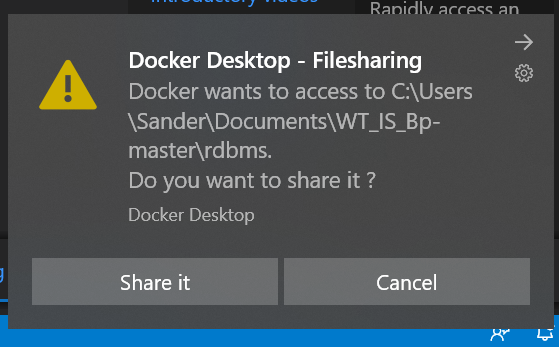 Introductory videos
Rapidly access an
Docker Desktop - Filesharing
Docker wants to access to C:\Users
\Sander\Documents\WT_IS_Bp-
master\rdbms.
Do you want to share it ?
Docker Desktop
g
Share it
Cancel